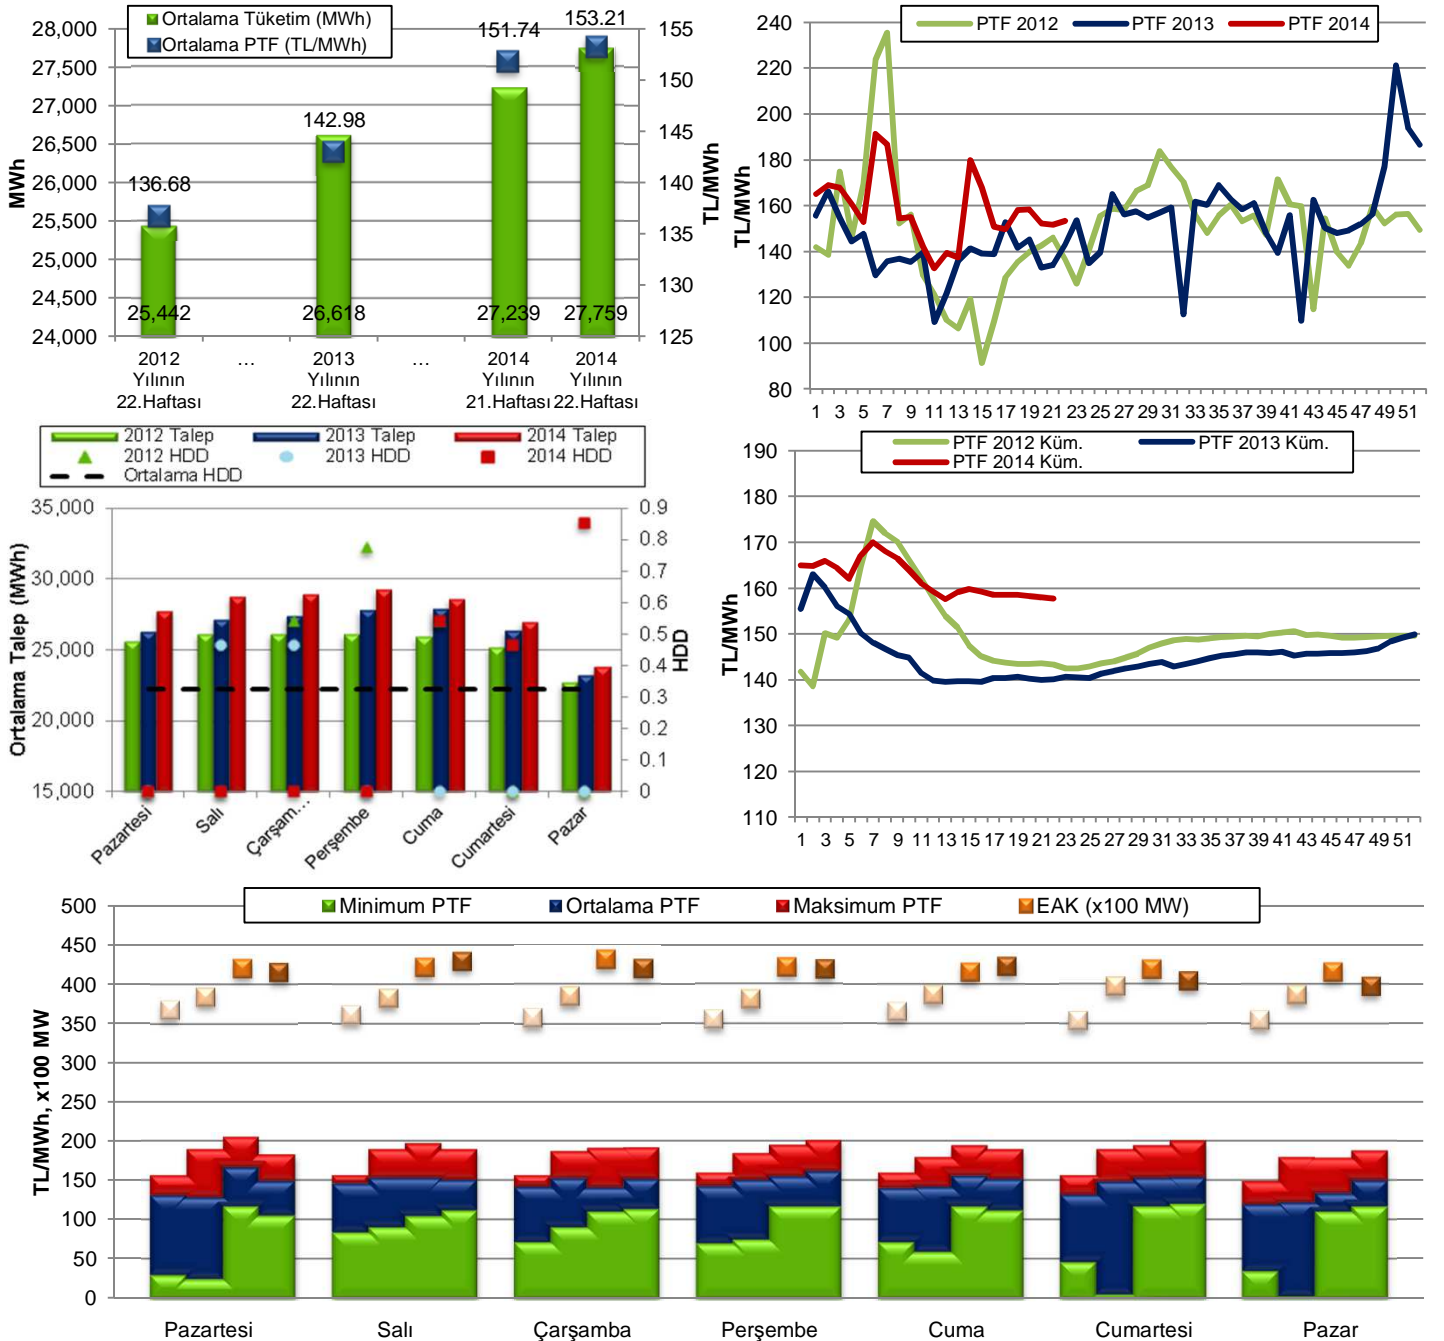 Ortalama Tüketim (MWh)
Ortalama PTF (TL/MWh)
MWh
28,000
27,500
27,000
26,500
26,000
25,500
25,000
24,500
24,000
155
150
145
140
135
130
125
TL/MWh
136.68
142.98
151.74
153.21
25,442
26,618
27,239
27,759
2012 Yılının 22.Haftası
…
2013 Yılının 22.Haftası
…
2014 Yılının 21.Haftası
2014 Yılının 22.Haftası
PTF 2012 PTF 2013 PTF 2014
TL/MWh
240
220
200
180
160
140
120
100
80
1 3 5 7 9 11 13 15 17 19 21 23 25 27 29 31 33 35 37 39 41 43 45 47 49 51
2012 Talep 2013 Talep 2014 Talep
2012 HDD 2013 HDD 2014 HDD
Ortalama HDD
Ortalama Talep (MWh)
35,000
30,000
25,000
20,000
15,000
0.9
0.8
0.7
0.6
0.5
0.4
0.3
0.2
0.1
0
HDD
Pazartesi
Salı
Çarşam…
Perşembe
Cuma
Cumartesi
Pazar
PTF 2012 Küm. PTF 2013 Küm.
PTF 2014 Küm.
TL/MWh
190
180
170
160
150
140
130
120
110
1 3 5 7 9 11 13 15 17 19 21 23 25 27 29 31 33 35 37 39 41 43 45 47 49 51
Minimum PTF Ortalama PTF Maksimum PTF EAK (x100 MW)
TL/MWh, x100 MW
500
450
400
350
300
250
200
150
100
50
0
Pazartesi Salı Çarşamba Perşembe Cuma Cumartesi Pazar